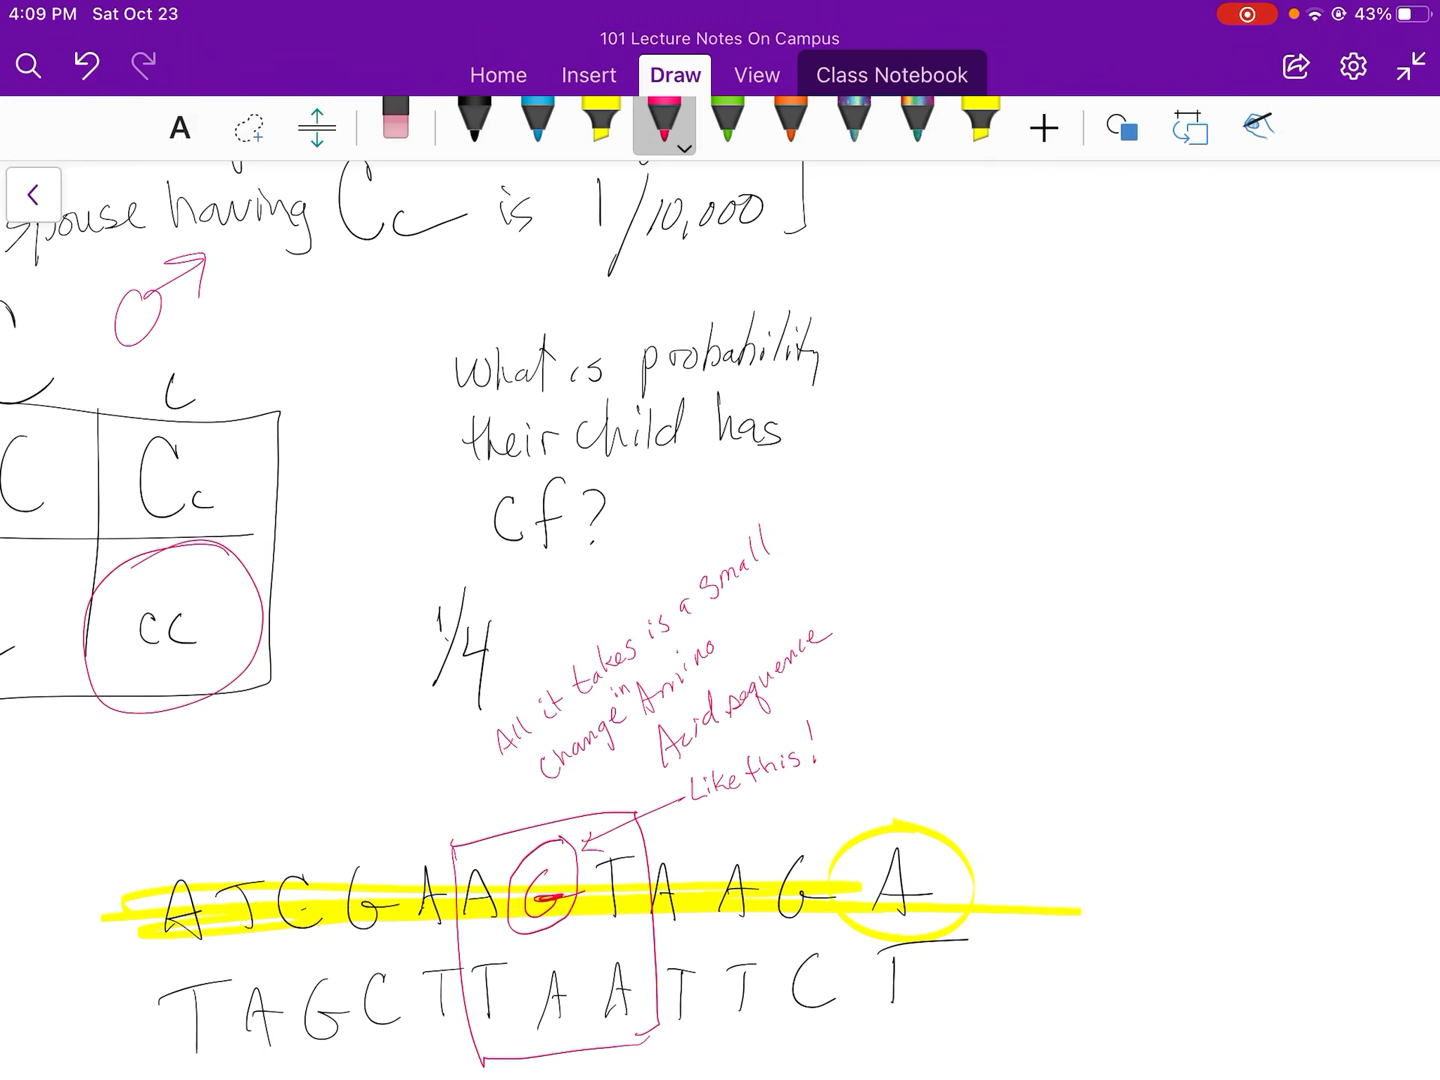 4:09 PM Sat Oct 23
43%
101 Lecture Notes On Campus
Home Insert Draw View Class Notebook
A
spouse having Cc is 1/10,000]
c
C Cc
cc
What is probability
their child has
cf?
1/4
All it takes is a small
change in Amino
Acid sequence
Like this!
ATCGAAGTAAGA
TAGCTTAATTCT